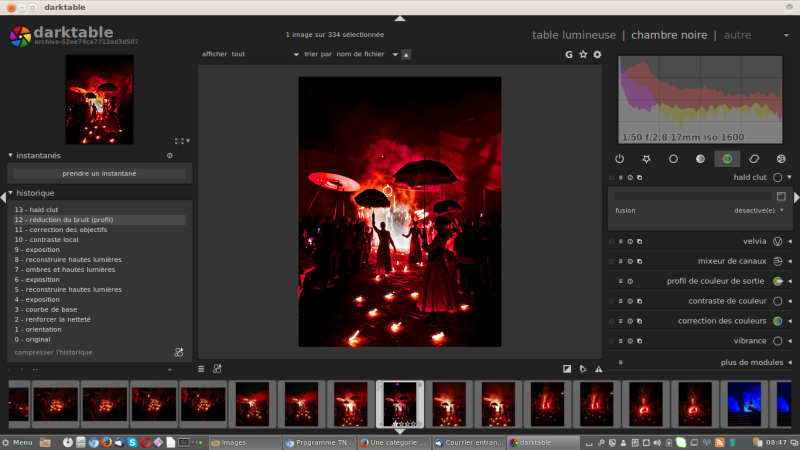 darktable
darktable
archive-52ee74ca7713ad3d597
1 image sur 334 sélectionnée
table lumineuse | chambre noire | autre
afficher tout trier par nom de fichier
G
1/50 f/2,8 17mm iso 1600
instantanés
prendre un instantané
historique
13 - hald clut
12 - réduction du bruit (profil)
11 - correction des objectifs
10 - contraste local
9 - exposition
8 - reconstruire hautes lumières
7 - ombres et hautes lumières
6 - exposition
5 - reconstruire hautes lumières
4 - exposition
3 - courbe de base
2 - renforcer la netteté
1 - orientation
0 - original
compresser l'historique
hald clut
fusion désactivé(e)
velvia
mixeur de canaux
profil de couleur de sortie
contraste de couleur
correction des couleurs
vibrance
plus de modules
Menu
Images
Programme TN...
Une catégorie ...
Courrier entran...
darktable
08:47